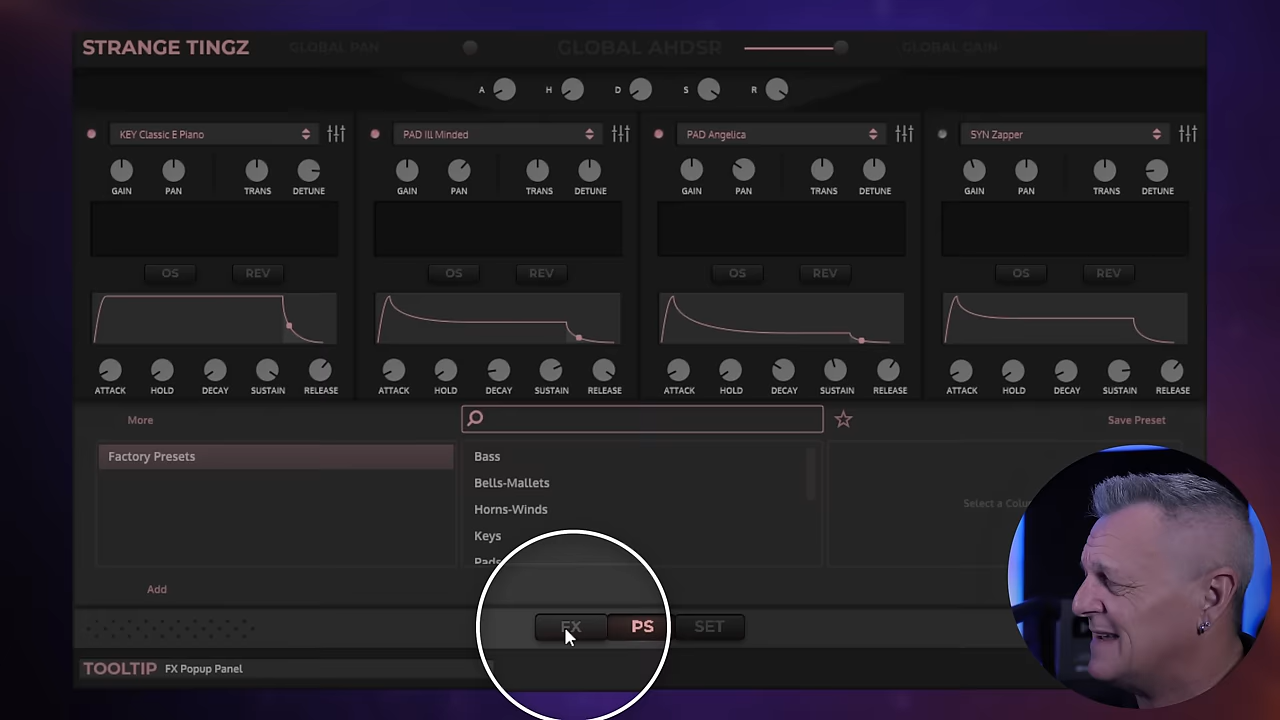 STRANGE TINGZ GLOBAL PAN GLOBAL AHDSR GLOBAL GAIN
A H D S R
KEY Classic E Piano PAD Ill Minded PAD Angelica SYN Zapper
GAIN PAN TRANS DETUNE GAIN PAN TRANS DETUNE GAIN PAN TRANS DETUNE GAIN PAN TRANS DETUNE
OS REV OS REV OS REV OS REV
ATTACK HOLD DECAY SUSTAIN RELEASE ATTACK HOLD DECAY SUSTAIN RELEASE ATTACK HOLD DECAY SUSTAIN RELEASE ATTACK HOLD DECAY SUSTAIN RELEASE
More Save Preset
Factory Presets Bass
Bells-Mallets
Select a Colu
Horns-Winds
Keys
Pads
Add
FX PS SET
TOOLTIP FX Popup Panel